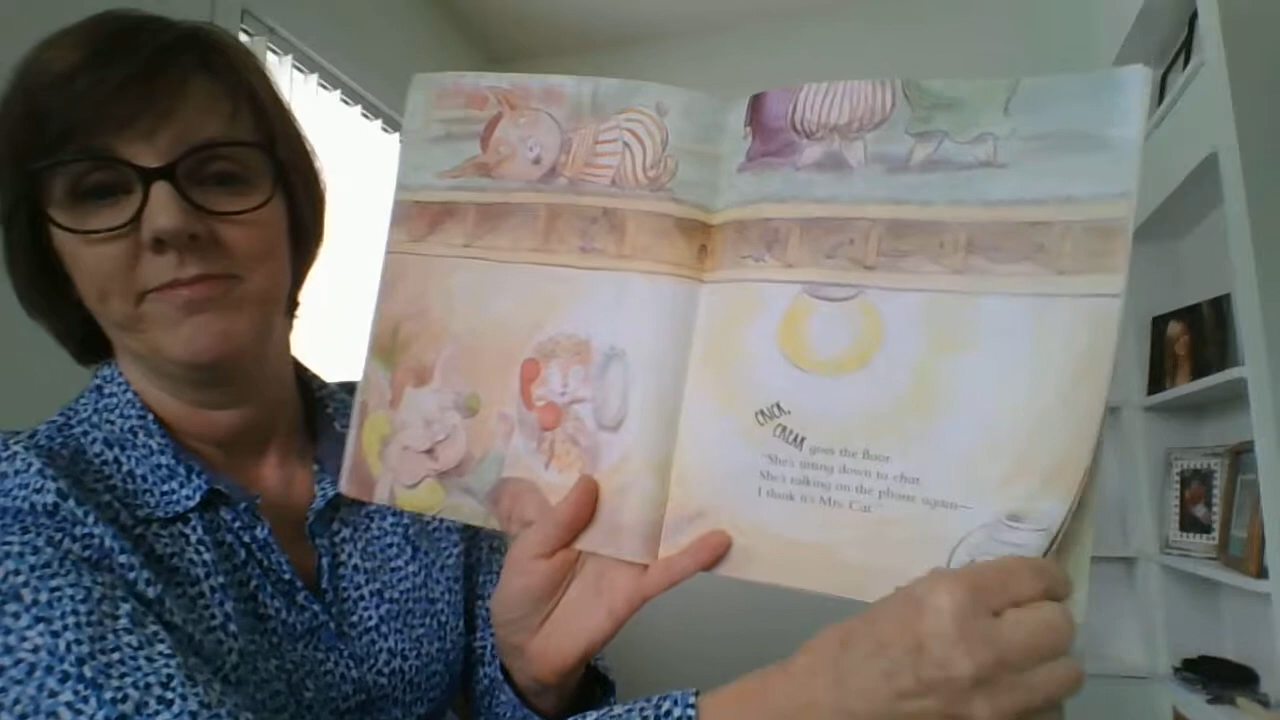 CRICK,
CREAK goes the floor.
"She's sitting down to chat.
She's talking on the phone again—
I think it's Mrs. Cat."